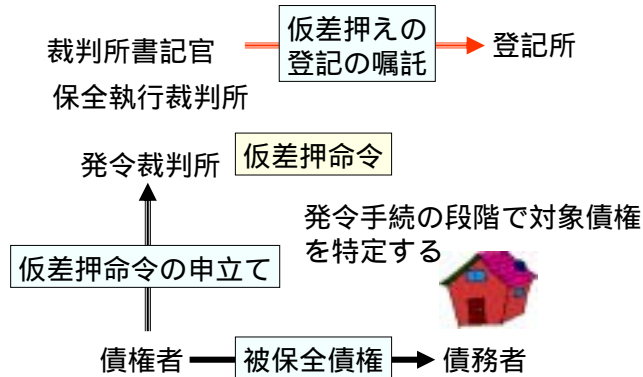 裁判所書記官
仮差押えの
登記の嘱託
登記所
保全執行裁判所
発令裁判所
仮差押命令
発令手続の段階で対象債権
を特定する
仮差押命令の申立て
債権者
被保全債権
債務者